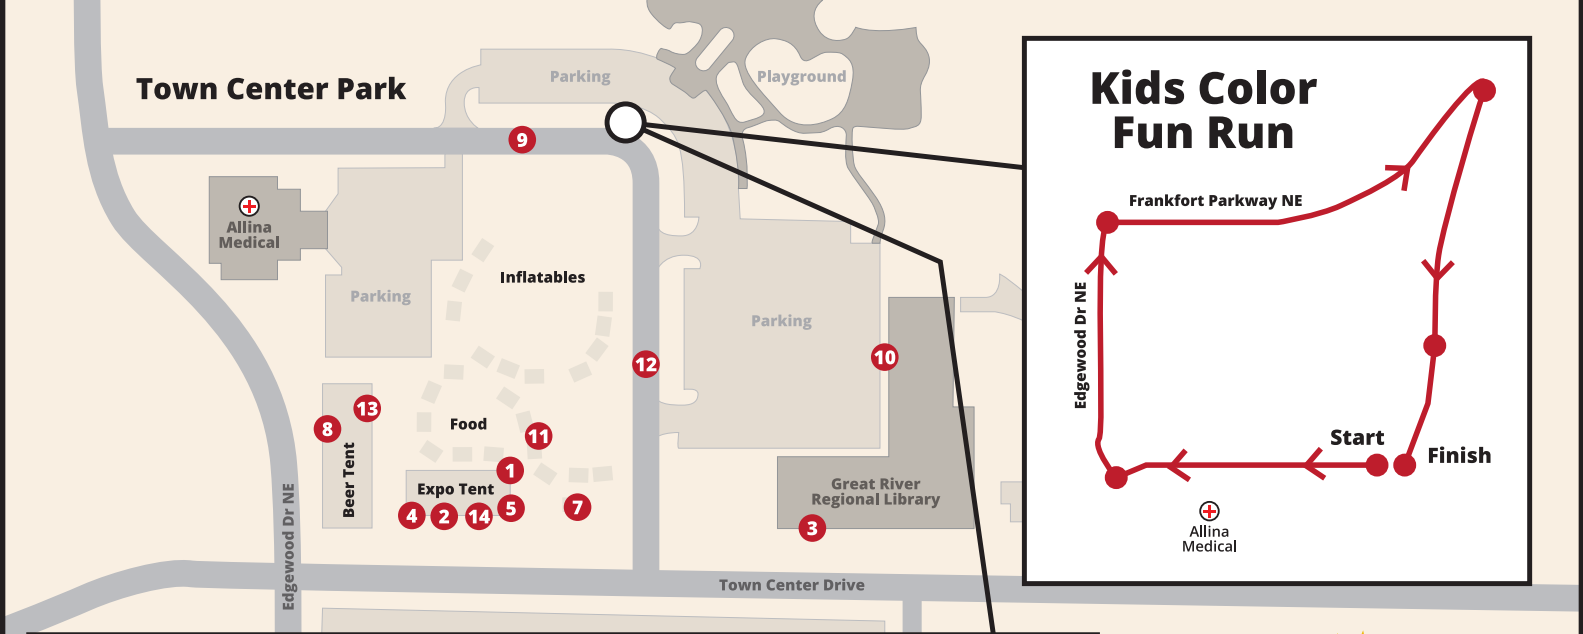 Town Center Park
Parking
Playground
9
Allina
Medical
Inflatables
Parking
Parking
12
10
13
8
Beer Tent
Food
11
1
Expo Tent
4
2
14
5
7
Great River
Regional Library
3
Edgewood Dr NE
Town Center Drive
Kids Color
Fun Run
Frankfort Parkway NE
Edgewood Dr NE
Start
Finish
Allina
Medical